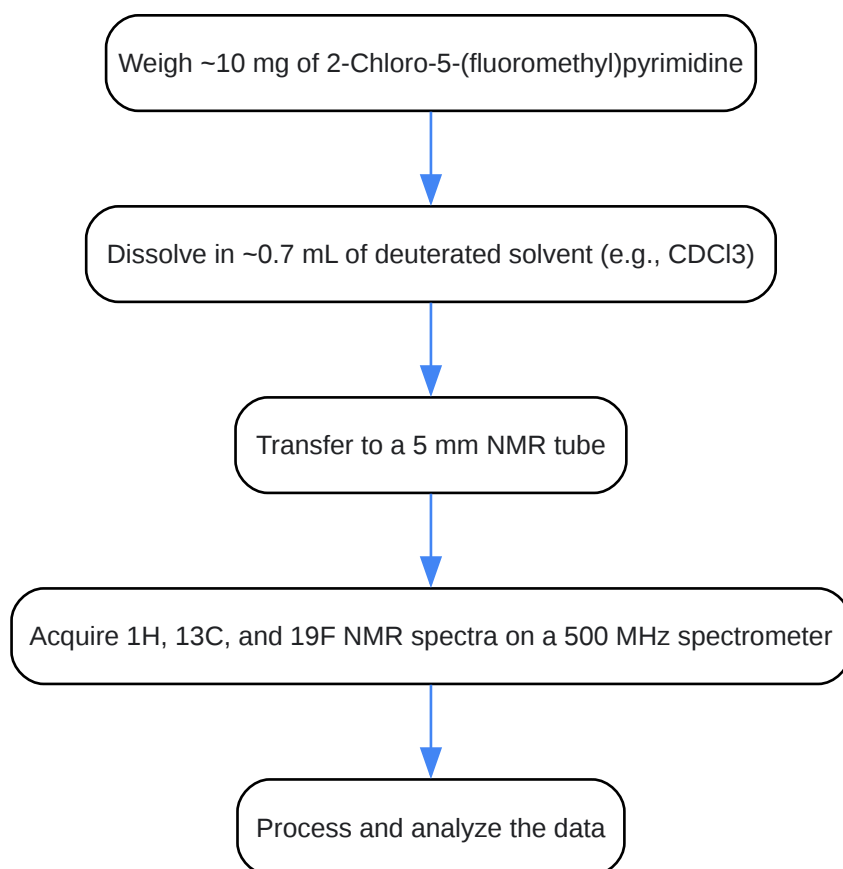 Weigh ~10 mg of 2-Chloro-5-(fluoromethyl)pyrimidine
Dissolve in ~0.7 mL of deuterated solvent (e.g., CDCl3)
Transfer to a 5 mm NMR tube
Acquire 1H, 13C, and 19F NMR spectra on a 500 MHz spectrometer
Process and analyze the data